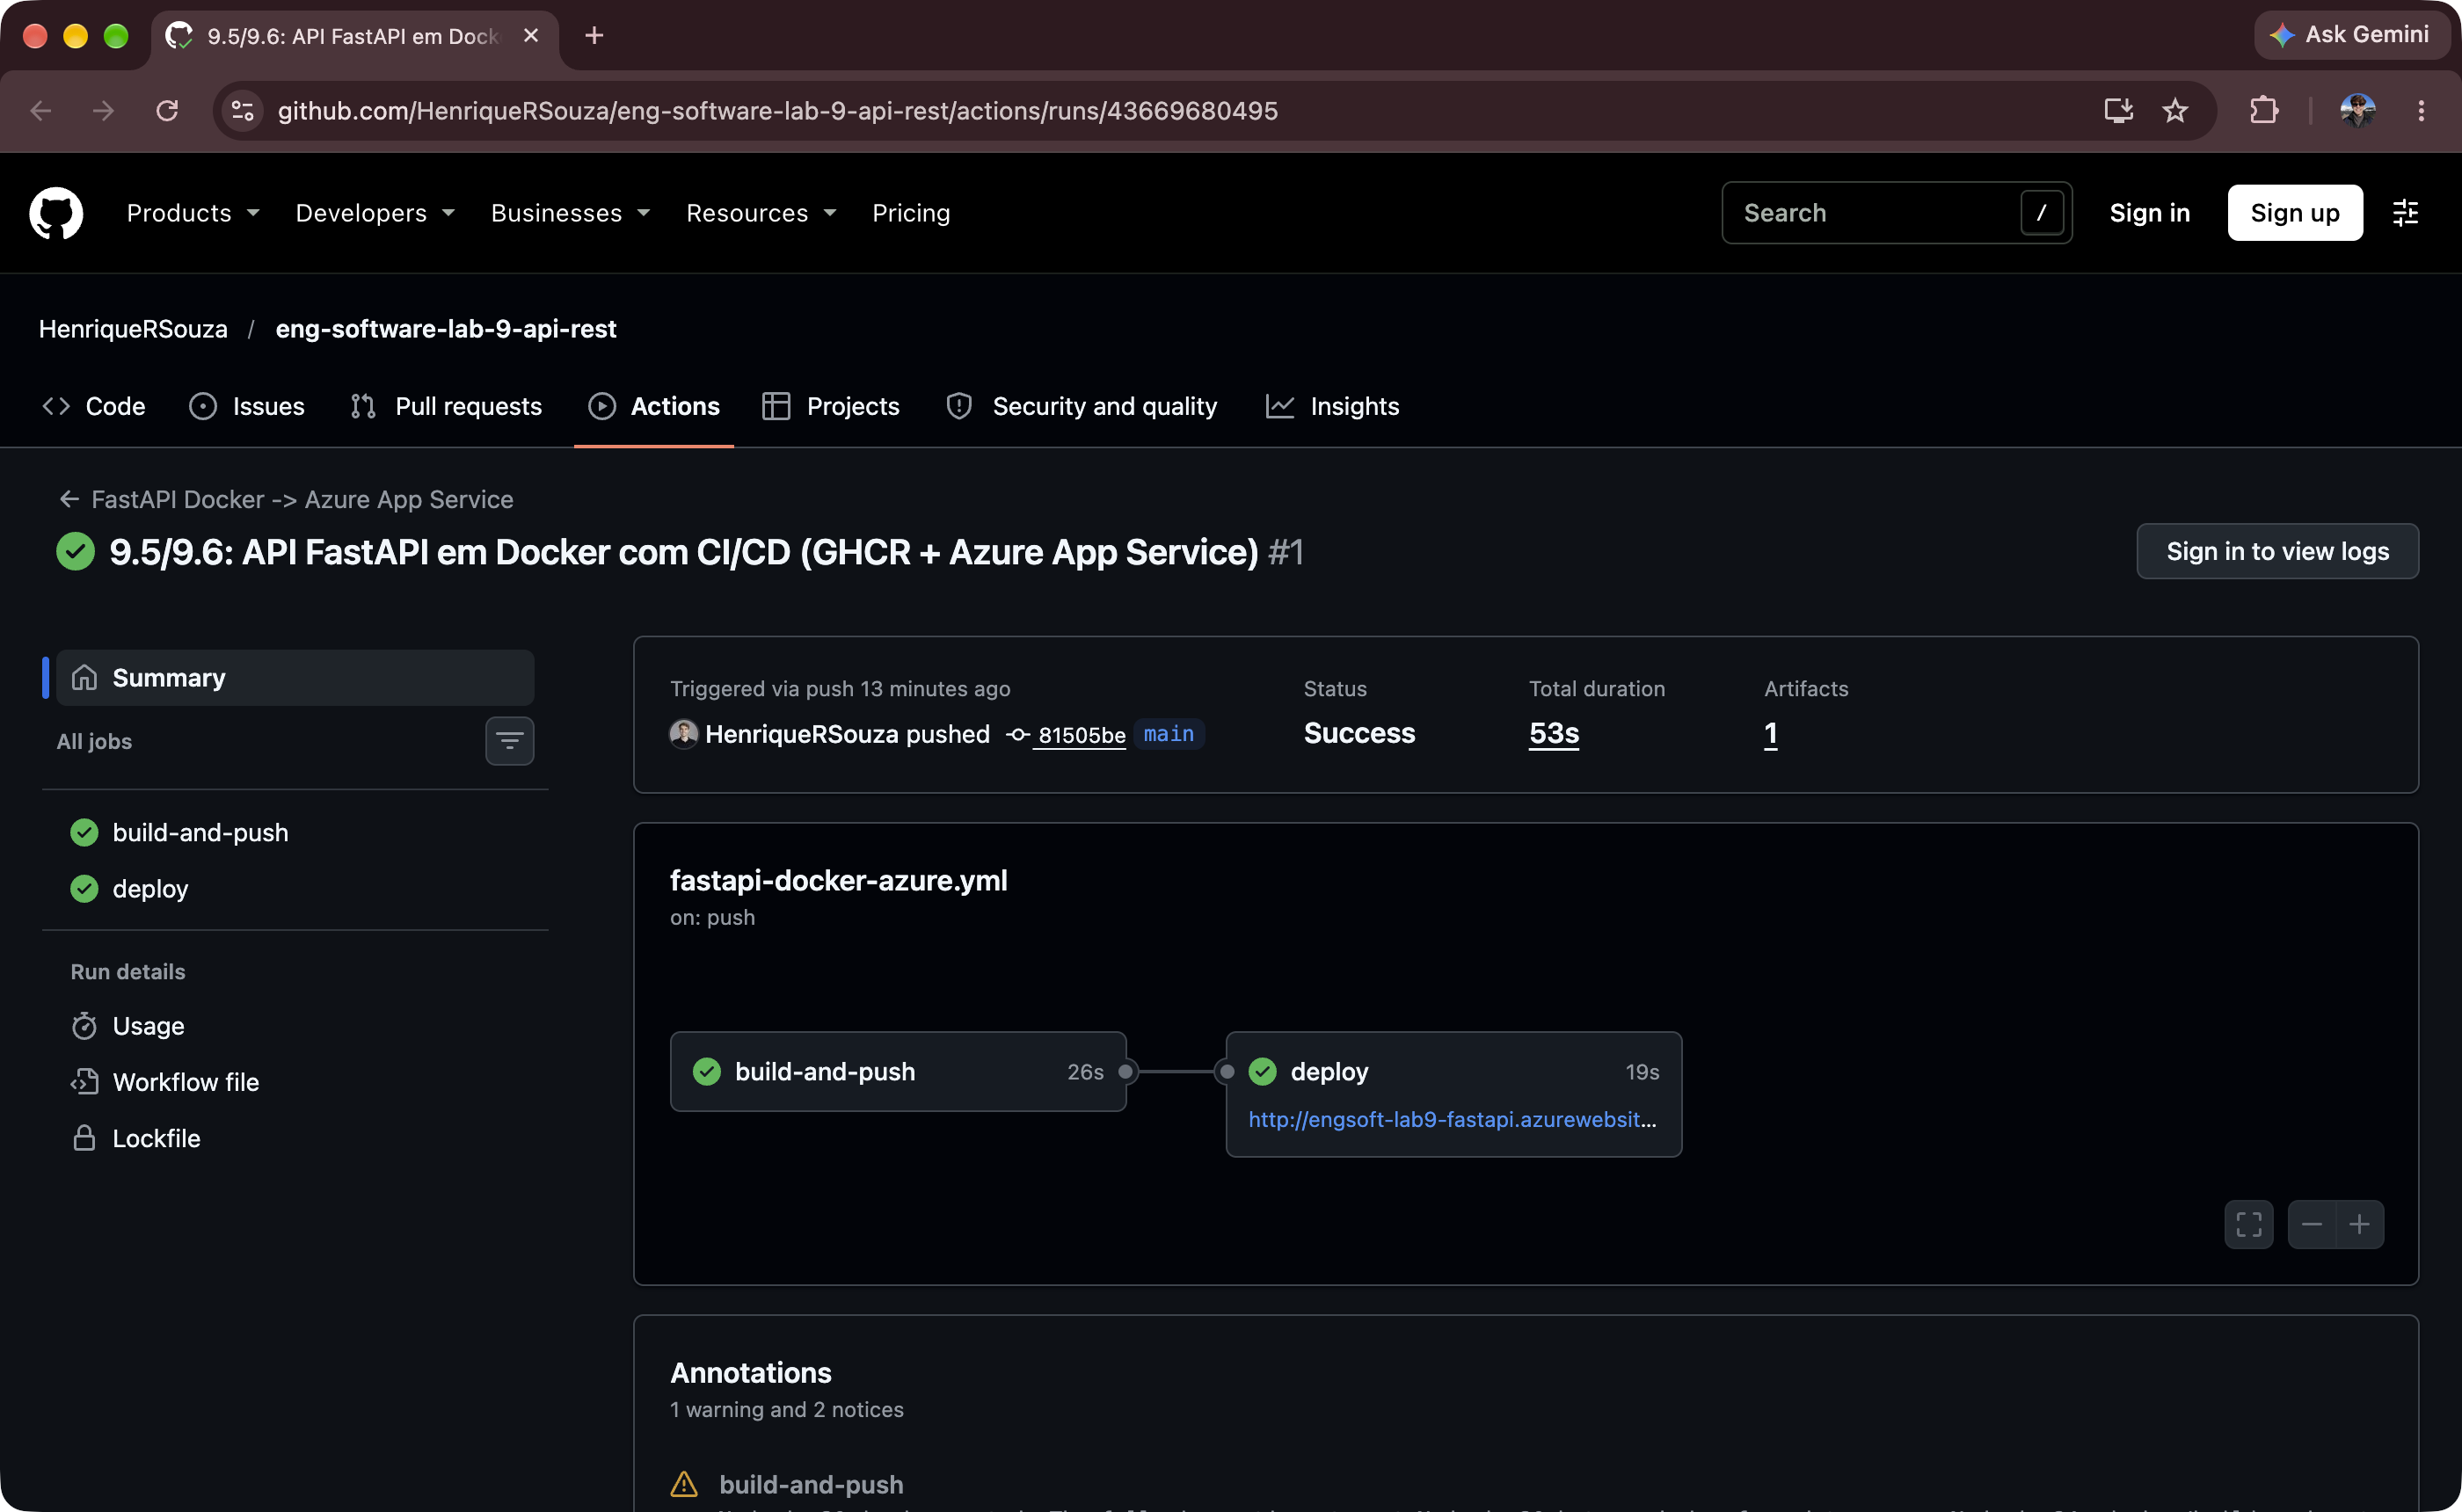 9.5/9.6: API FastAPI em Dock
Ask Gemini
github.com/HenriqueRSouza/eng-software-lab-9-api-rest/actions/runs/43669680495
Products
Developers
Businesses
Resources
Pricing
Search
/
Sign in
Sign up
HenriqueRSouza / eng-software-lab-9-api-rest
Code
Issues
Pull requests
Actions
Projects
Security and quality
Insights
FastAPI Docker -> Azure App Service
9.5/9.6: API FastAPI em Docker com CI/CD (GHCR + Azure App Service) #1
Sign in to view logs
Summary
All jobs
build-and-push
deploy
Run details
Usage
Workflow file
Lockfile
Triggered via push 13 minutes ago
HenriqueRSouza pushed 81505be main
Status
Success
Total duration
53s
Artifacts
1
fastapi-docker-azure.yml
on: push
build-and-push 26s
deploy 19s
http://engsoft-lab9-fastapi.azurewebsit...
Annotations
1 warning and 2 notices
build-and-push